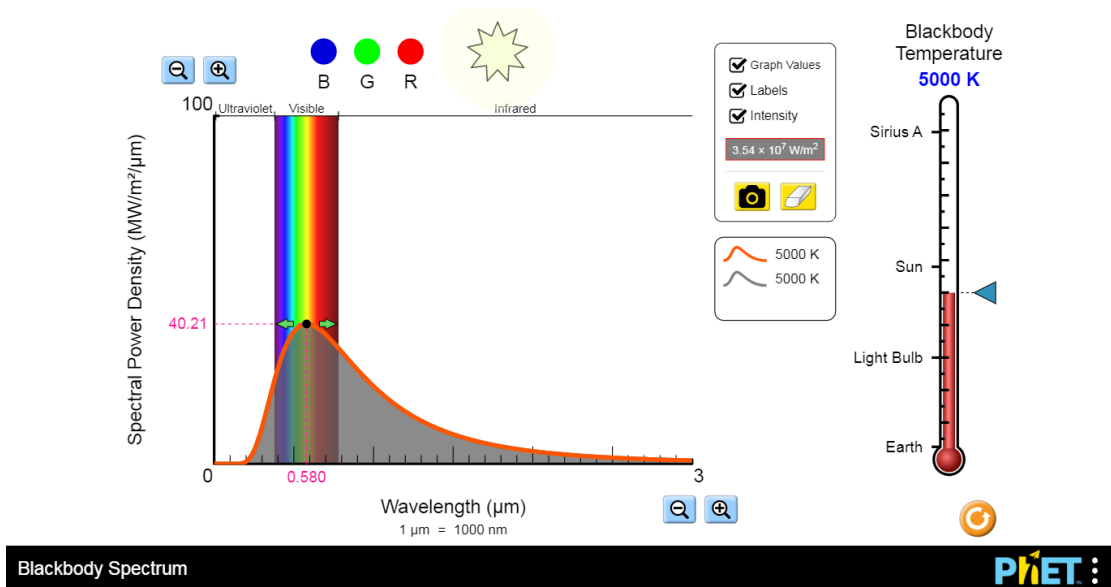 Blackbody
Temperature
5000 K
B G R
100
Ultraviolet Visible Infrared
Graph Values
Labels
Intensity
3.54 × 10⁷ W/m²
5000 K
5000 K
Sirius A
Sun
Light Bulb
Earth
Spectral Power Density (MW/m²/μm)
40.21
0
0.580
3
Wavelength (μm)
1 μm = 1000 nm
Blackbody Spectrum
PhET